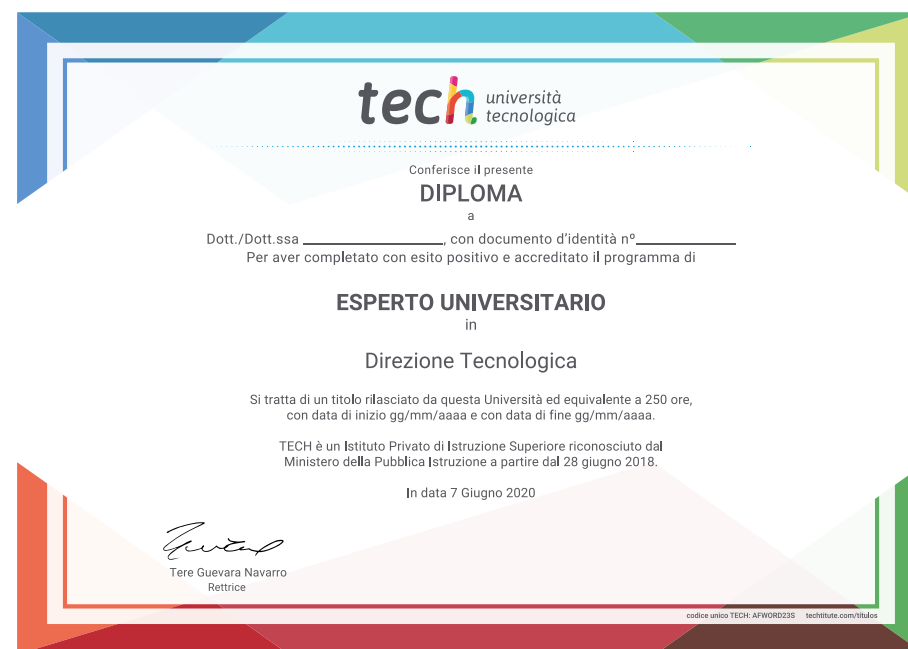 tech università
tecnologica
Conferisce il presente
DIPLOMA
a
Dott./Dott.ssa ____________________, con documento d'identità nº______________
Per aver completato con esito positivo e accreditato il programma di
ESPERTO UNIVERSITARIO
in
Direzione Tecnologica
Si tratta di un titolo rilasciato da questa Università ed equivalente a 250 ore,
con data di inizio gg/mm/aaaa e con data di fine gg/mm/aaaa.
TECH è un Istituto Privato di Istruzione Superiore riconosciuto dal
Ministero della Pubblica Istruzione a partire dal 28 giugno 2018.
In data 7 Giugno 2020
Tere Guevara Navarro
Rettrice
codice unico TECH: AFWORD23S techtitute.com/titulos